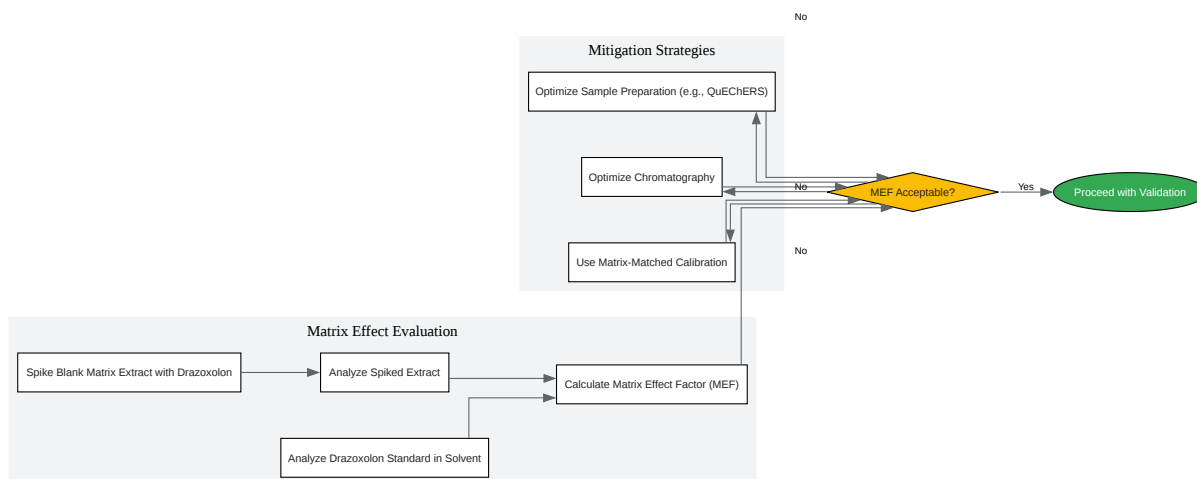 No
Mitigation Strategies
Optimize Sample Preparation (e.g., QuEChERS)
Optimize Chromatography
No
MEF Acceptable?
Yes
Proceed with Validation
Use Matrix-Matched Calibration
No
Matrix Effect Evaluation
Spike Blank Matrix Extract with Drazoxolon
Analyze Spiked Extract
Calculate Matrix Effect Factor (MEF)
Analyze Drazoxolon Standard in Solvent